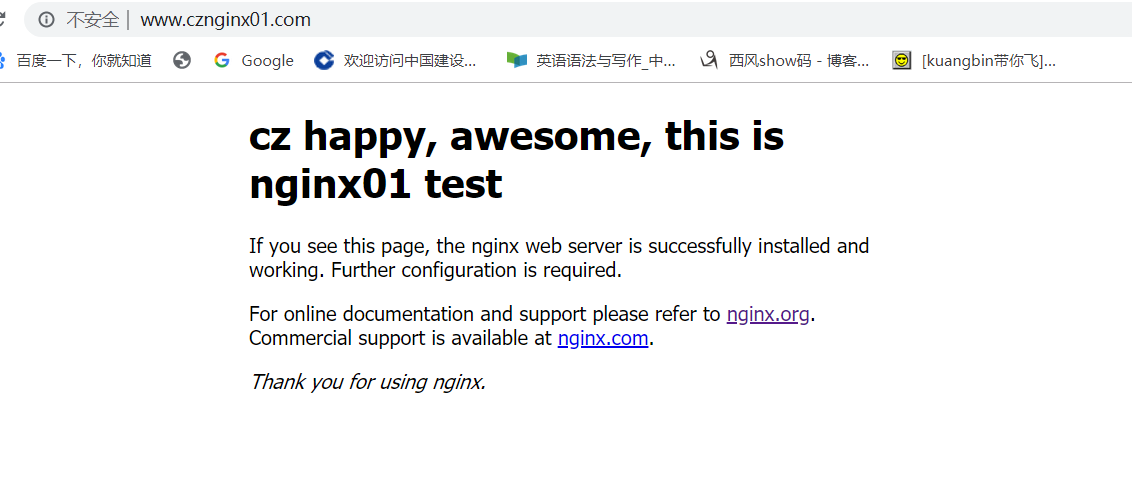 不安全 | www.cznginx01.com
百度一下，你就知道 Google 欢迎访问中国建设... 英语语法与写作_中... 西风show码 - 博客... [kuangbin带你飞]...
cz happy, awesome, this is
nginx01 test
If you see this page, the nginx web server is successfully installed and
working. Further configuration is required.
For online documentation and support please refer to nginx.org.
Commercial support is available at nginx.com.
Thank you for using nginx.